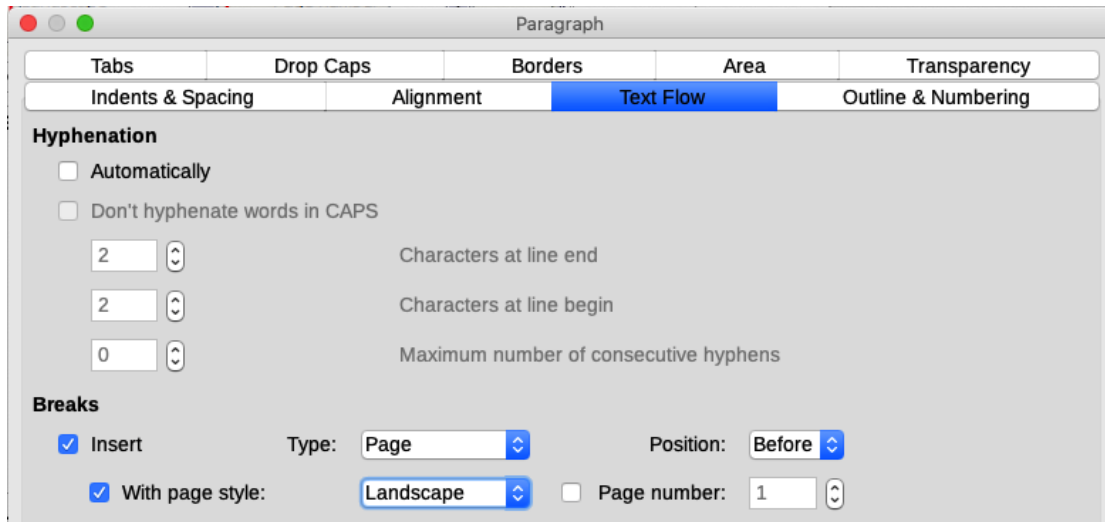 Paragraph
Tabs Drop Caps Borders Area Transparency
Indents & Spacing Alignment Text Flow Outline & Numbering
Hyphenation
Automatically
Don't hyphenate words in CAPS
2 Characters at line end
2 Characters at line begin
0 Maximum number of consecutive hyphens
Breaks
Insert Type: Page Position: Before
With page style: Landscape Page number: 1